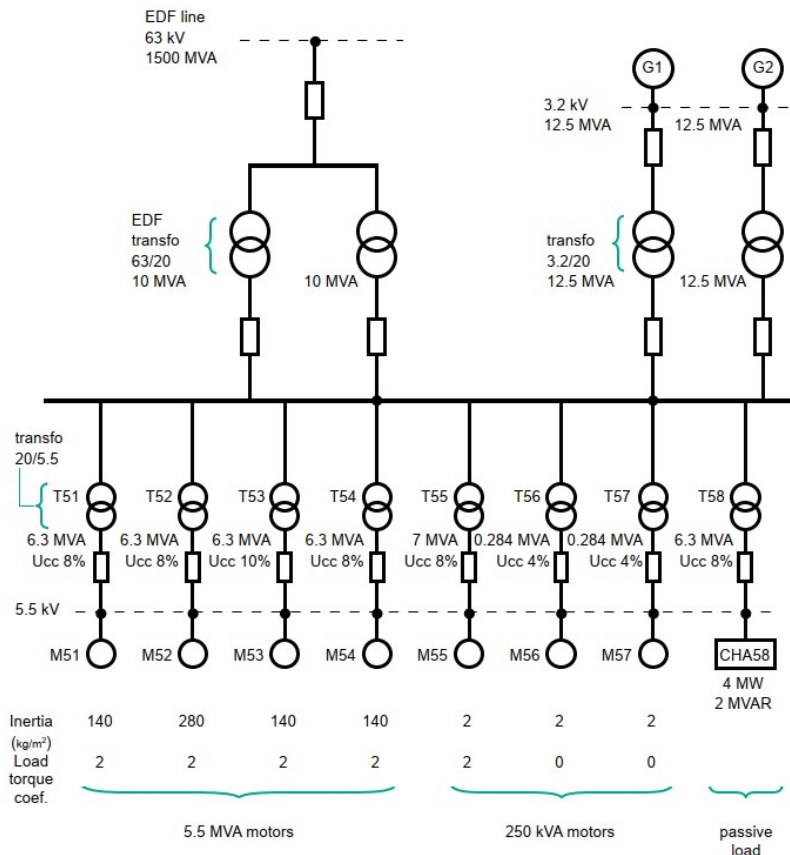 EDF line
63 kV
1500 MVA
G1
G2
3.2 kV
12.5 MVA
12.5 MVA
EDF
transfo
63/20
10 MVA
10 MVA
transfo
3.2/20
12.5 MVA
12.5 MVA
transfo
20/5.5
T51
T52
T53
T54
T55
T56
T57
T58
6.3 MVA
Ucc 8%
6.3 MVA
Ucc 8%
6.3 MVA
Ucc 10%
6.3 MVA
Ucc 8%
7 MVA
Ucc 8%
0.284 MVA
Ucc 4%
0.284 MVA
Ucc 4%
6.3 MVA
Ucc 8%
5.5 kV
M51
M52
M53
M54
M55
M56
M57
CHA58
4 MW
2 MVAR
Inertia 140 280 140 140 2 2 2
(kg/m²)
Load 2 2 2 2 2 0 0
torque
coef.
5.5 MVA motors
250 kVA motors
passive
load